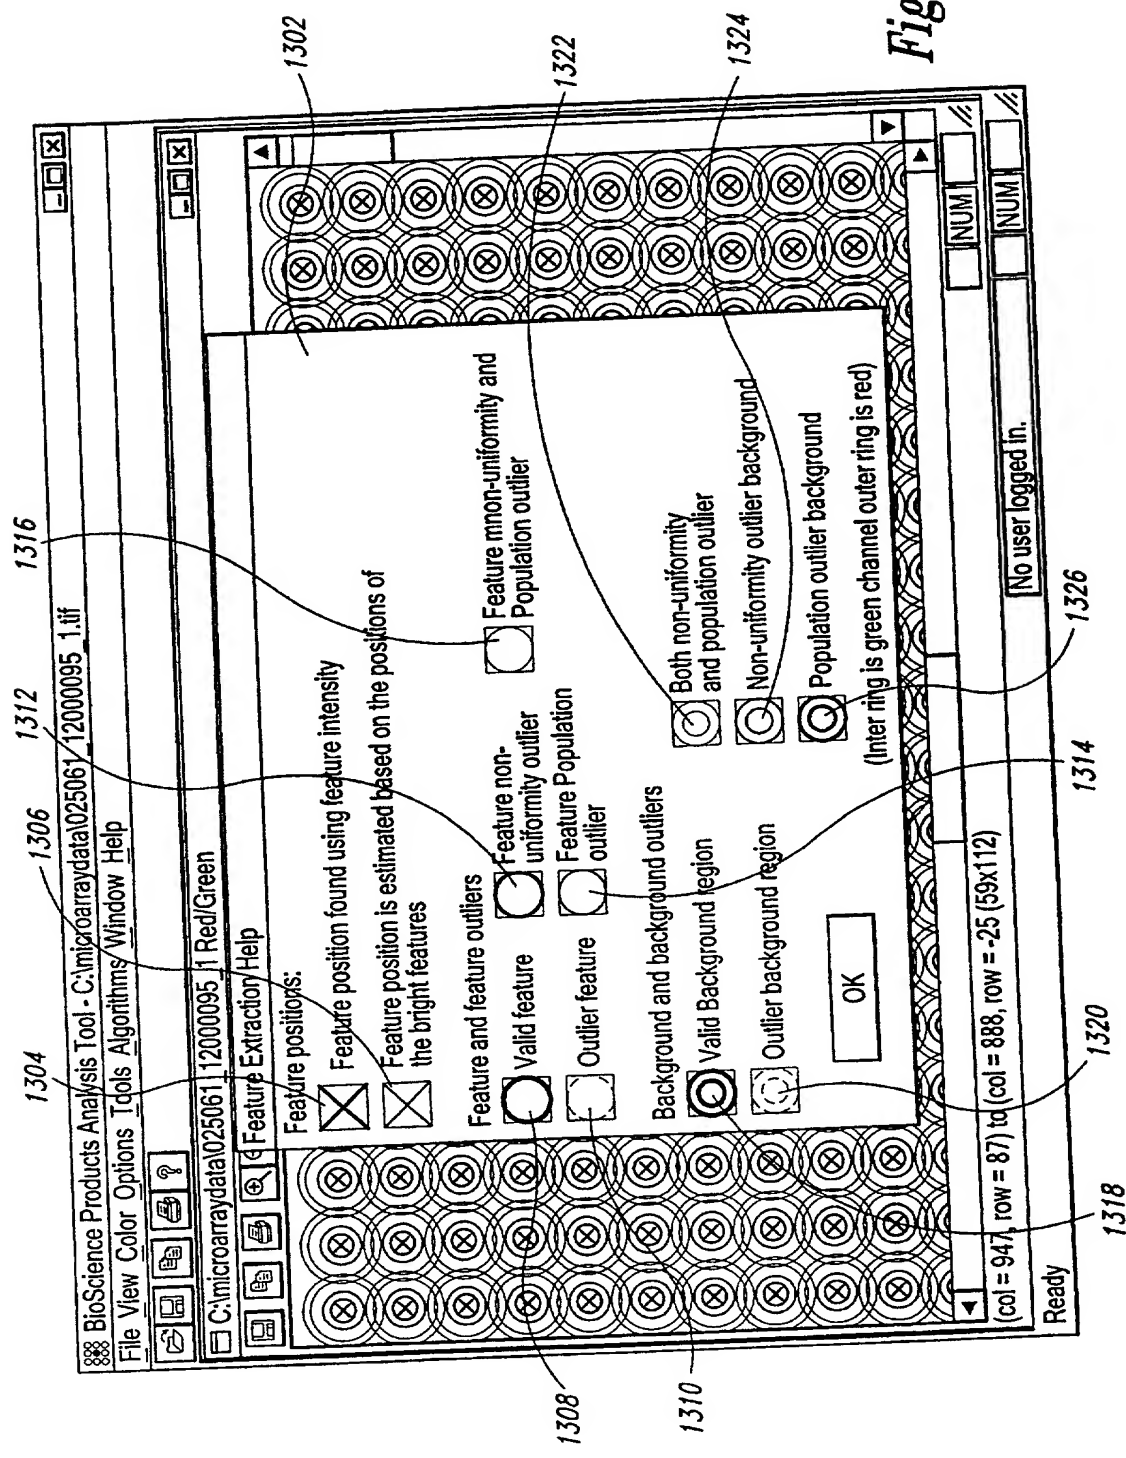 BioScience Products Analysis Tool - C:\microarraydata\025061_12000095_1.tif
File View Color Options Tools Algorithms Window Help
C:\microarraydata\025061_12000095_1 Red/Green
Feature Extraction Help
Feature positions:
Feature position found using feature intensity
Feature position is estimated based on the positions of
the bright features
Feature and feature outliers
Valid feature
Outlier feature
Feature non-
uniformity outlier
Feature Population
outlier
Feature mnon-uniformity and
Population outlier
Background and background outliers
Valid Background region
Outlier background region
Both non-uniformity
and population outlier
Non-uniformity outlier background
Population outlier background
(Inter ring is green channel outer ring is red)
OK
(col = 947, row = 87) to (col = 888, row = -25 (59x112)
NUM
Ready
No user logged in.
NUM
1304
1306
1312
1316
1302
1322
1324
1308
1310
1318
1320
1314
1326
Fig